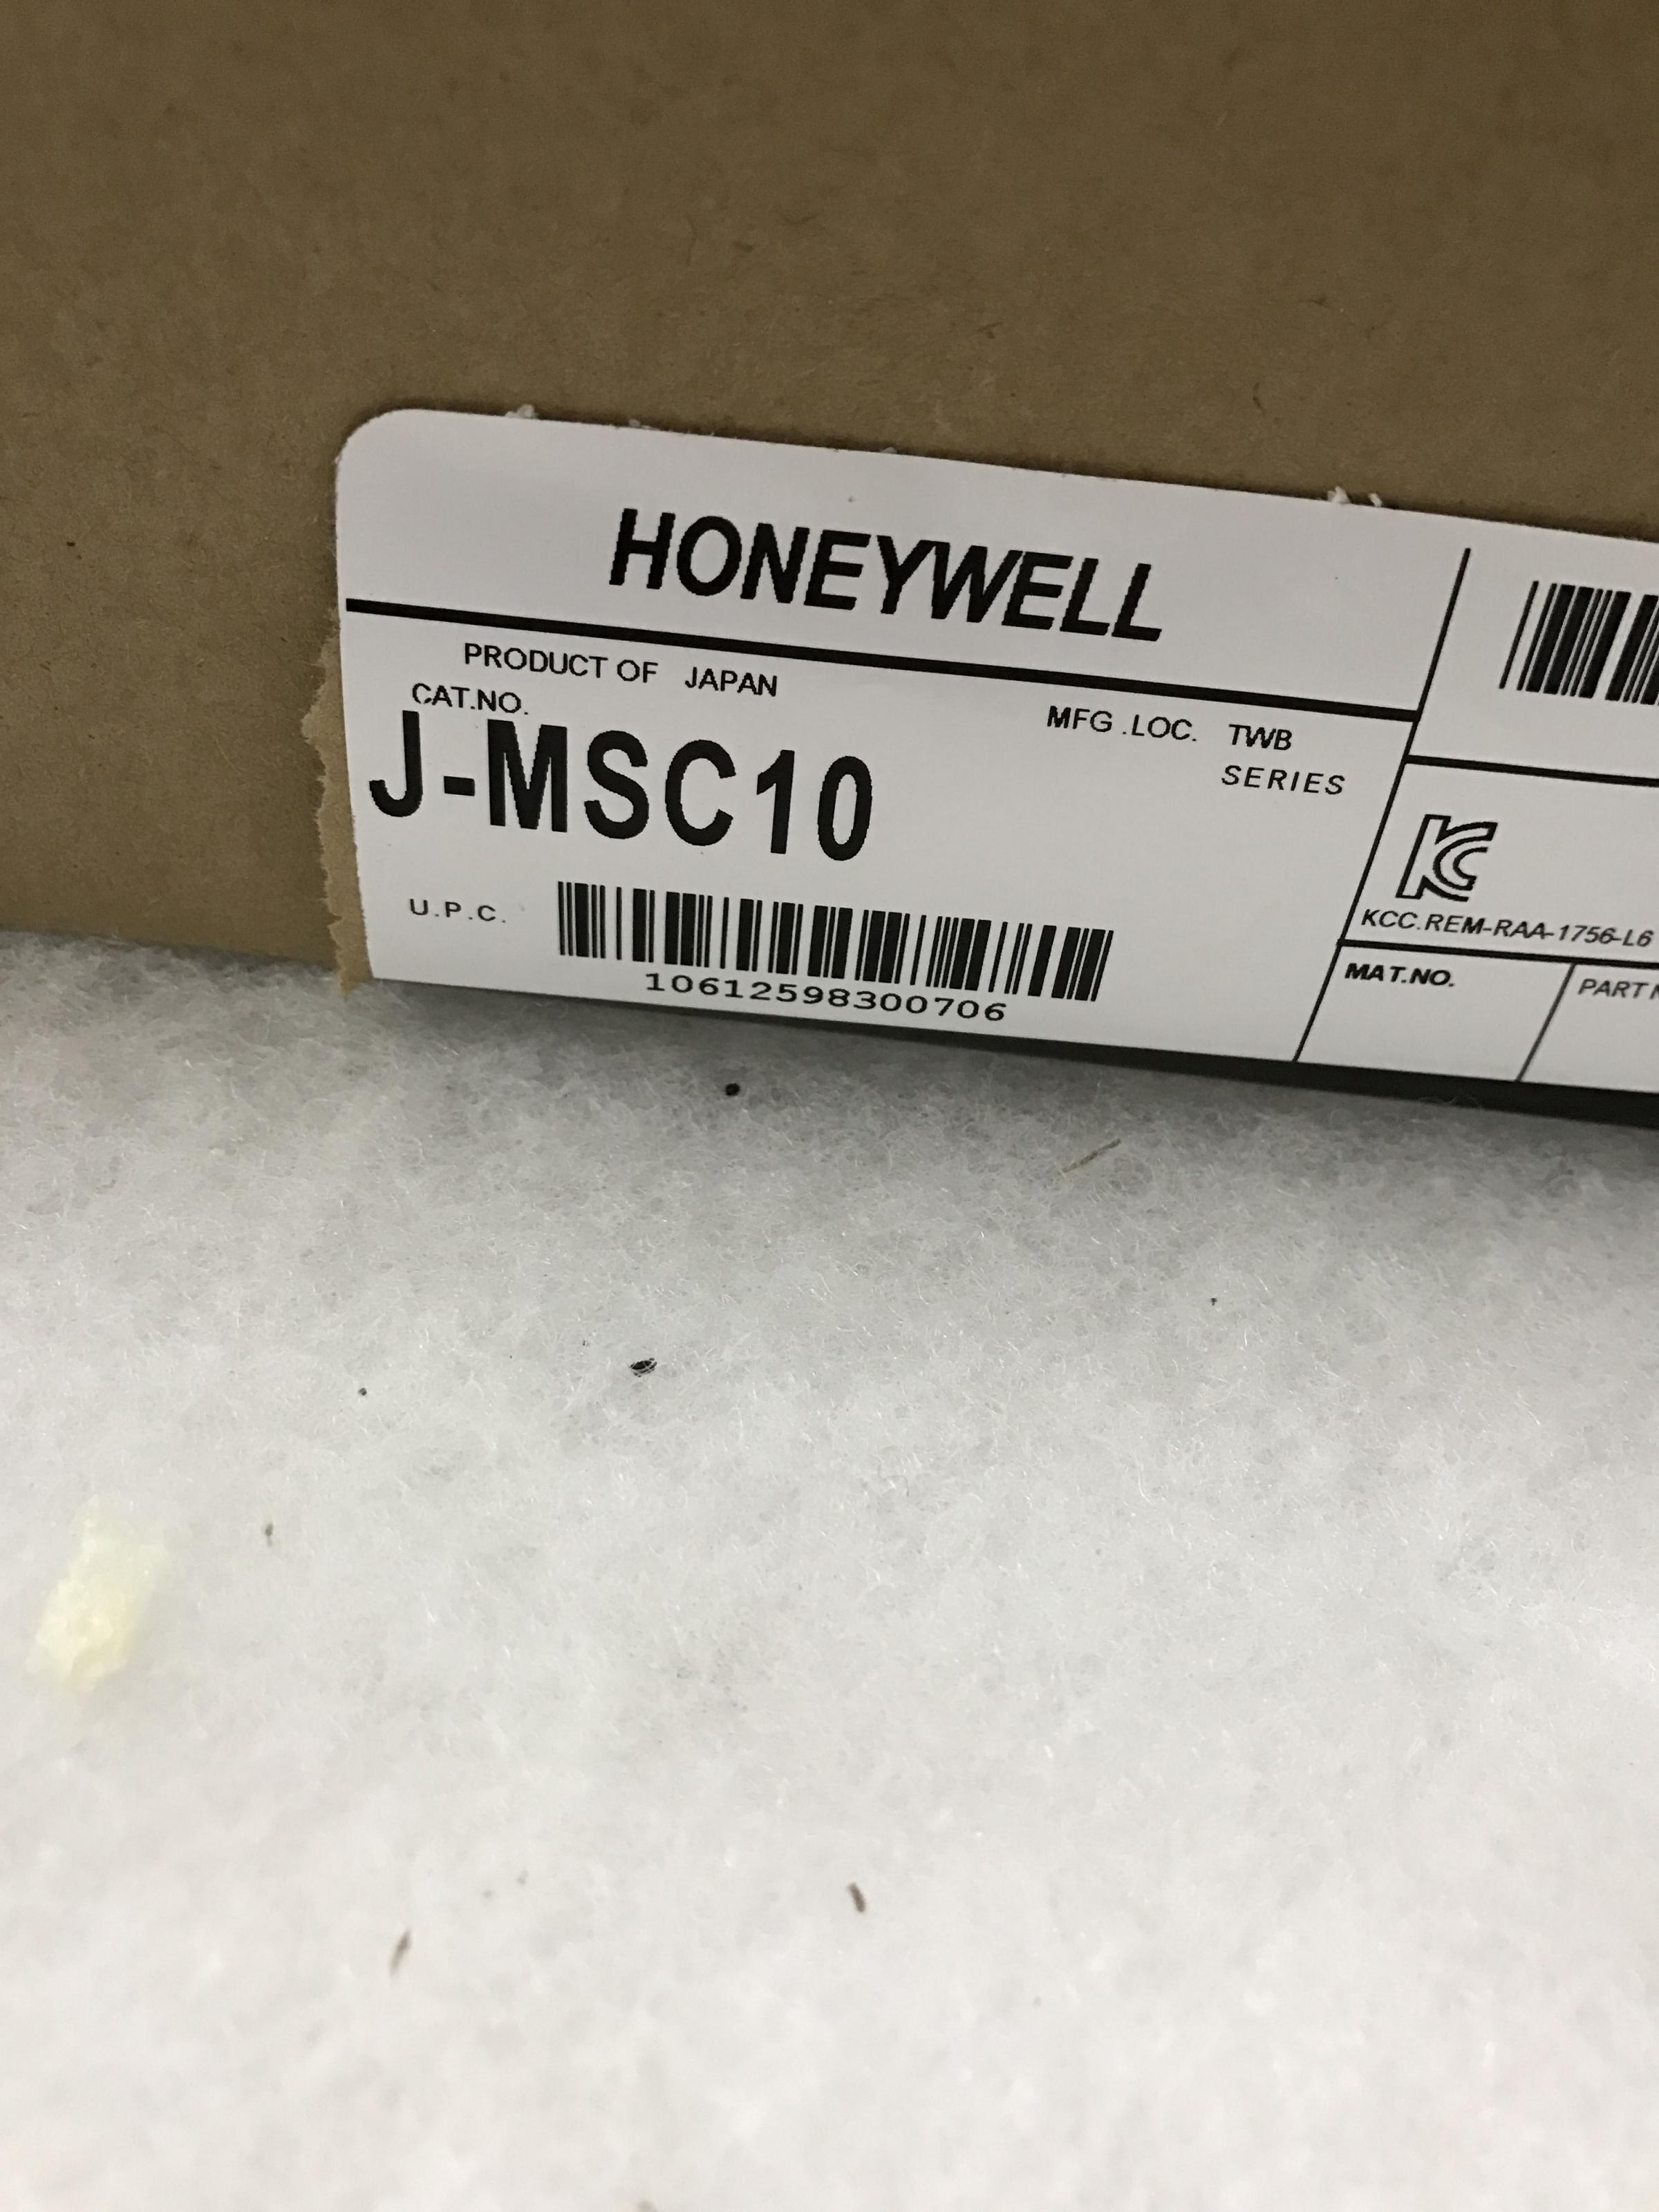 HONEYWELL
PRODUCT OF JAPAN
CAT.NO.
J-MSC10
MFG .LOC. TWB
SERIES
U.P.C.
10612598300706
KC
KCC.REM-RAA-1756-L6
MAT.NO.
PART